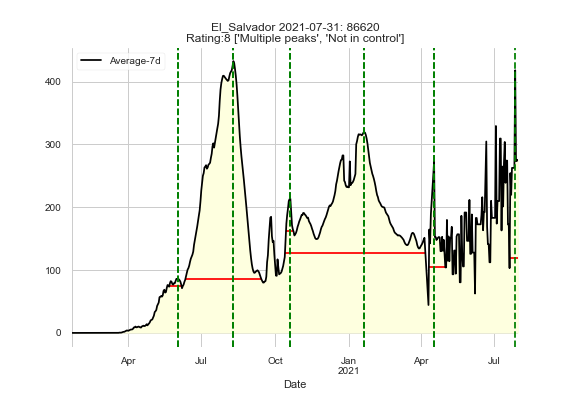 El_Salvador 2021-07-31: 86620
Rating:8 ['Multiple peaks', 'Not in control']
Average-7d
400
300
200
100
0
Apr Jul Oct Jan Apr Jul
2021
Date